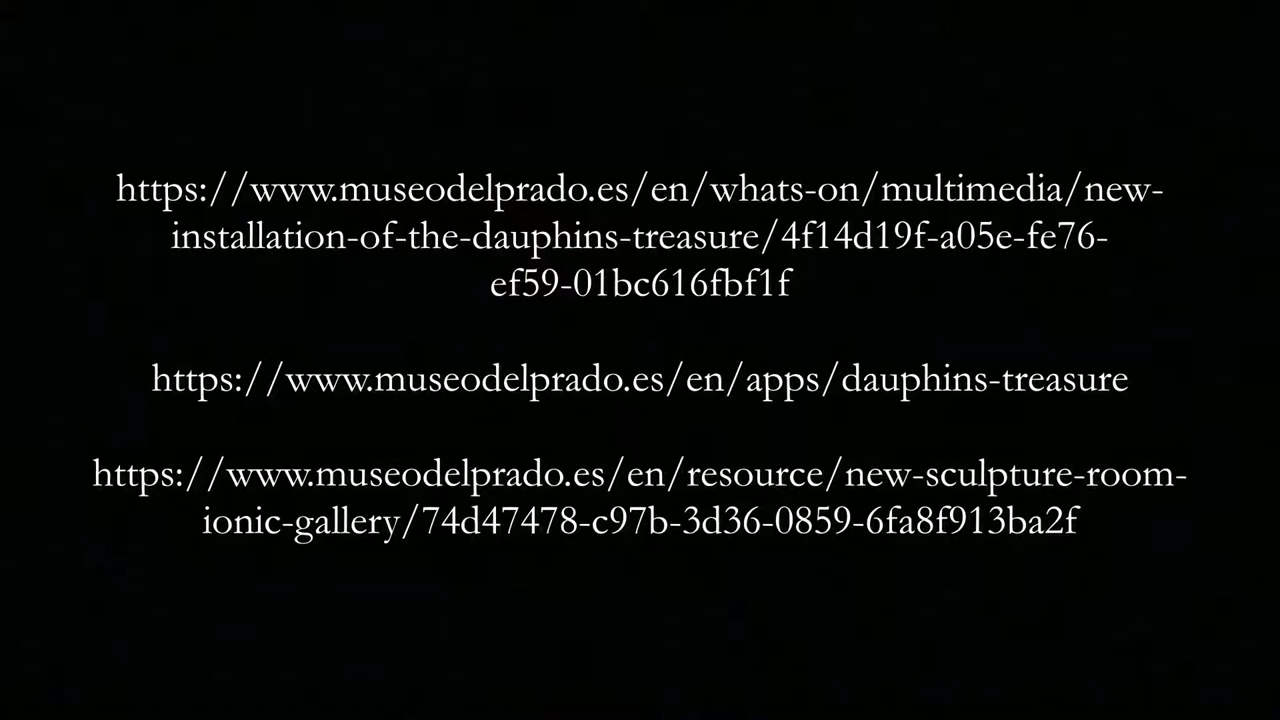 https://www.museodelprado.es/en/whats-on/multimedia/new-
installation-of-the-dauphins-treasure/4f14d19f-a05e-fe76-
ef59-01bc616fbf1f
https://www.museodelprado.es/en/apps/dauphins-treasure
https://www.museodelprado.es/en/resource/new-sculpture-room-
ionic-gallery/74d47478-c97b-3d36-0859-6fa8f913ba2f